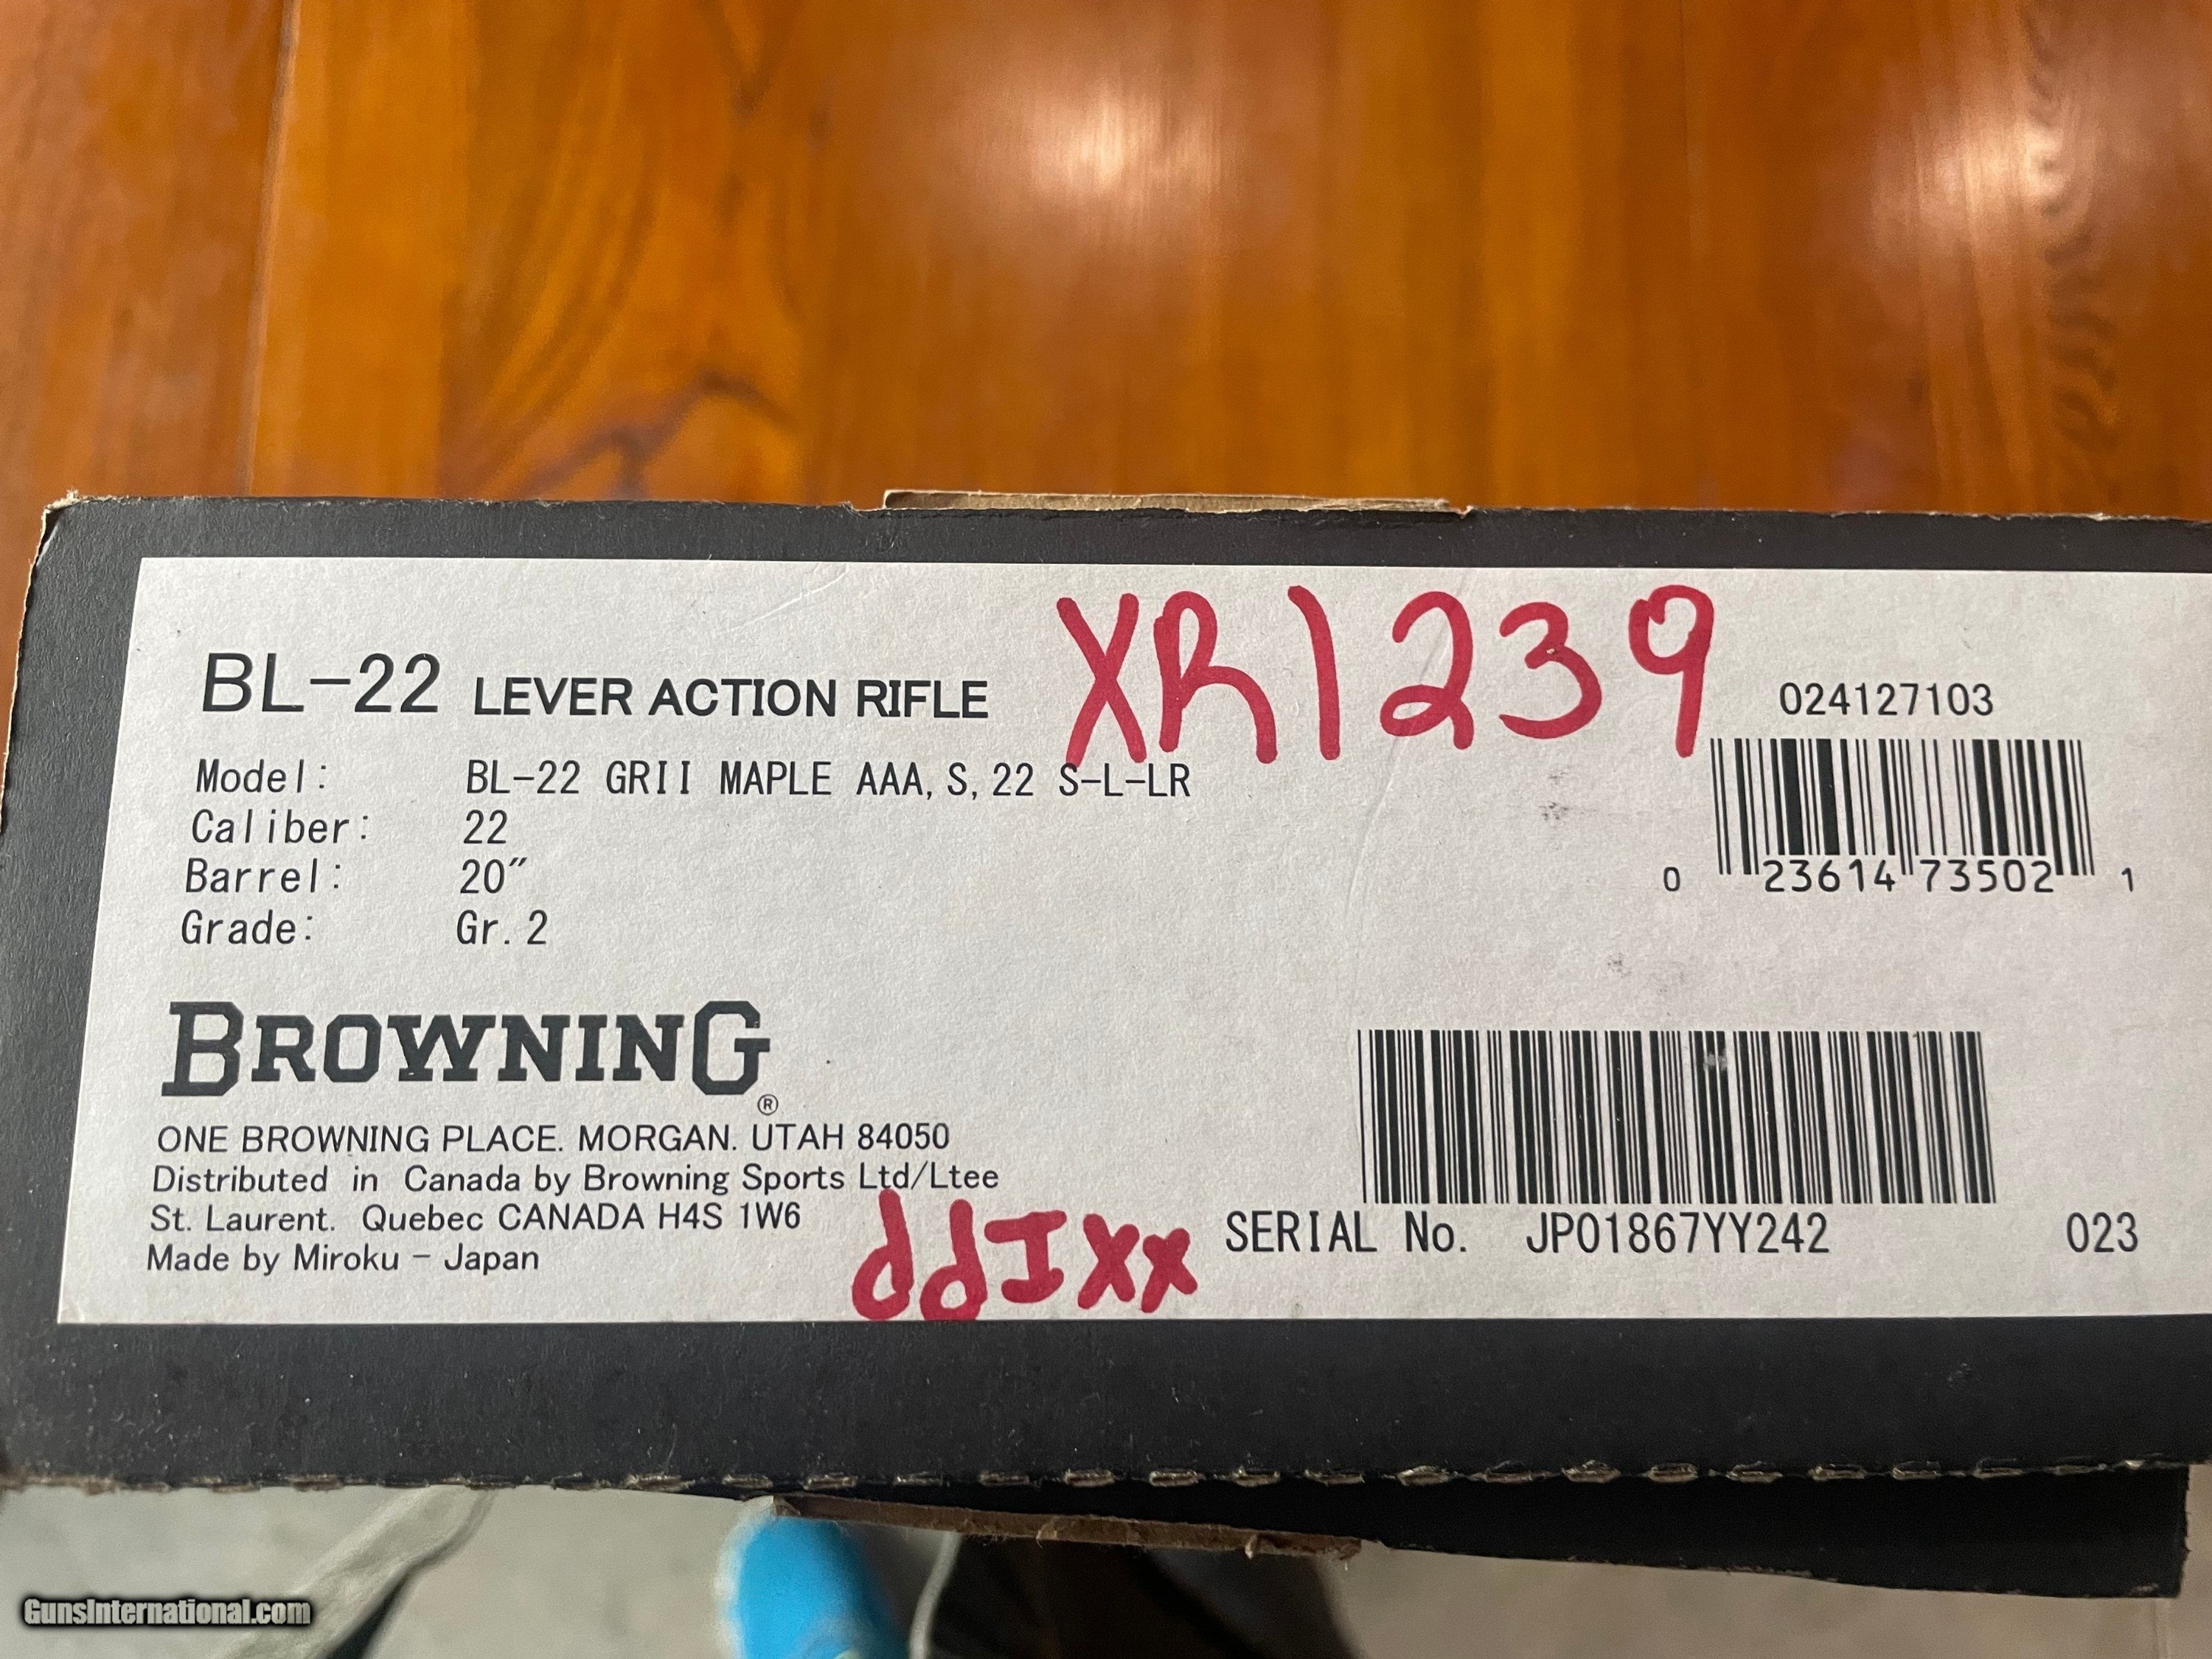 XR1239
BL-22 LEVER ACTION RIFLE
024127103
Model: BL-22 GRII MAPLE AAA, S, 22 S-L-LR
Caliber: 22
Barrel: 20"
Grade: Gr. 2
0 23614 73502 1
BROWNING®
ONE BROWNING PLACE. MORGAN. UTAH 84050
Distributed in Canada by Browning Sports Ltd/Ltee
St. Laurent. Quebec CANADA H4S 1W6
Made by Miroku - Japan
ddIxx
SERIAL No. JP01867YY242 023
GunsInternational.com